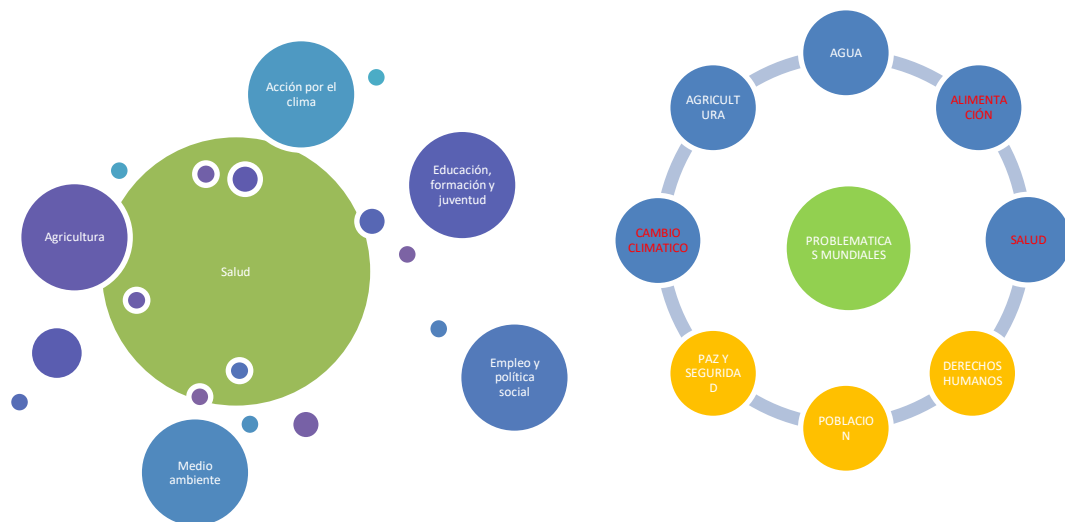 Acción por el
clima
Educación,
formación y
juventud
Agricultura
Salud
Empleo y
política
social
Medio
ambiente
AGUA
AGRICULT
URA
ALIMENTA
CIÓN
CAMBIO
CLIMATICO
PROBLEMATICA
S MUNDIALES
SALUD
PAZ Y
SEGURIDA
D
DERECHOS
HUMANOS
POBLACIO
N